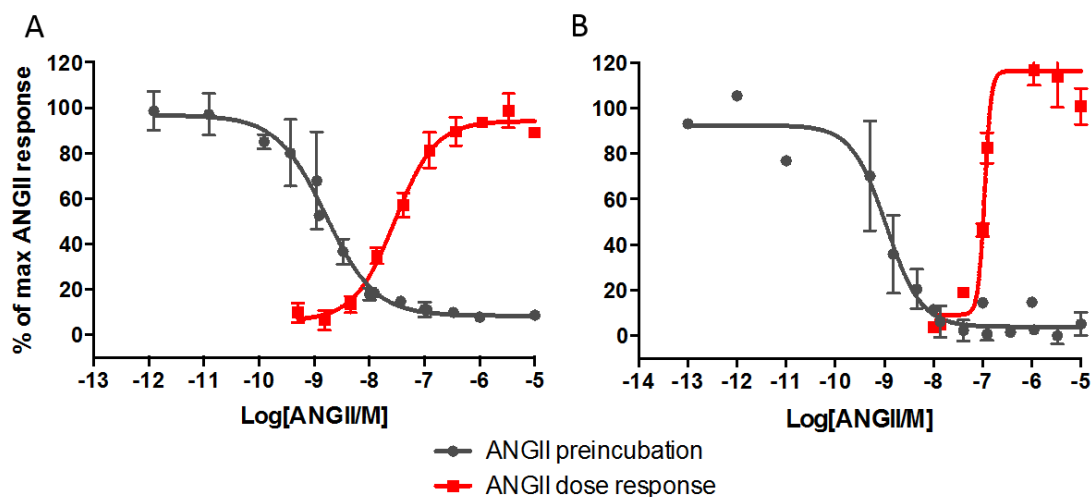 A
B
% of max ANGII response
120
100
80
60
40
20
0
-13 -12 -11 -10 -9 -8 -7 -6 -5
Log[ANGII/M]
120
100
80
60
40
20
0
-14 -13 -12 -11 -10 -9 -8 -7 -6 -5
Log[ANGII/M]
ANGII preincubation
ANGII dose response